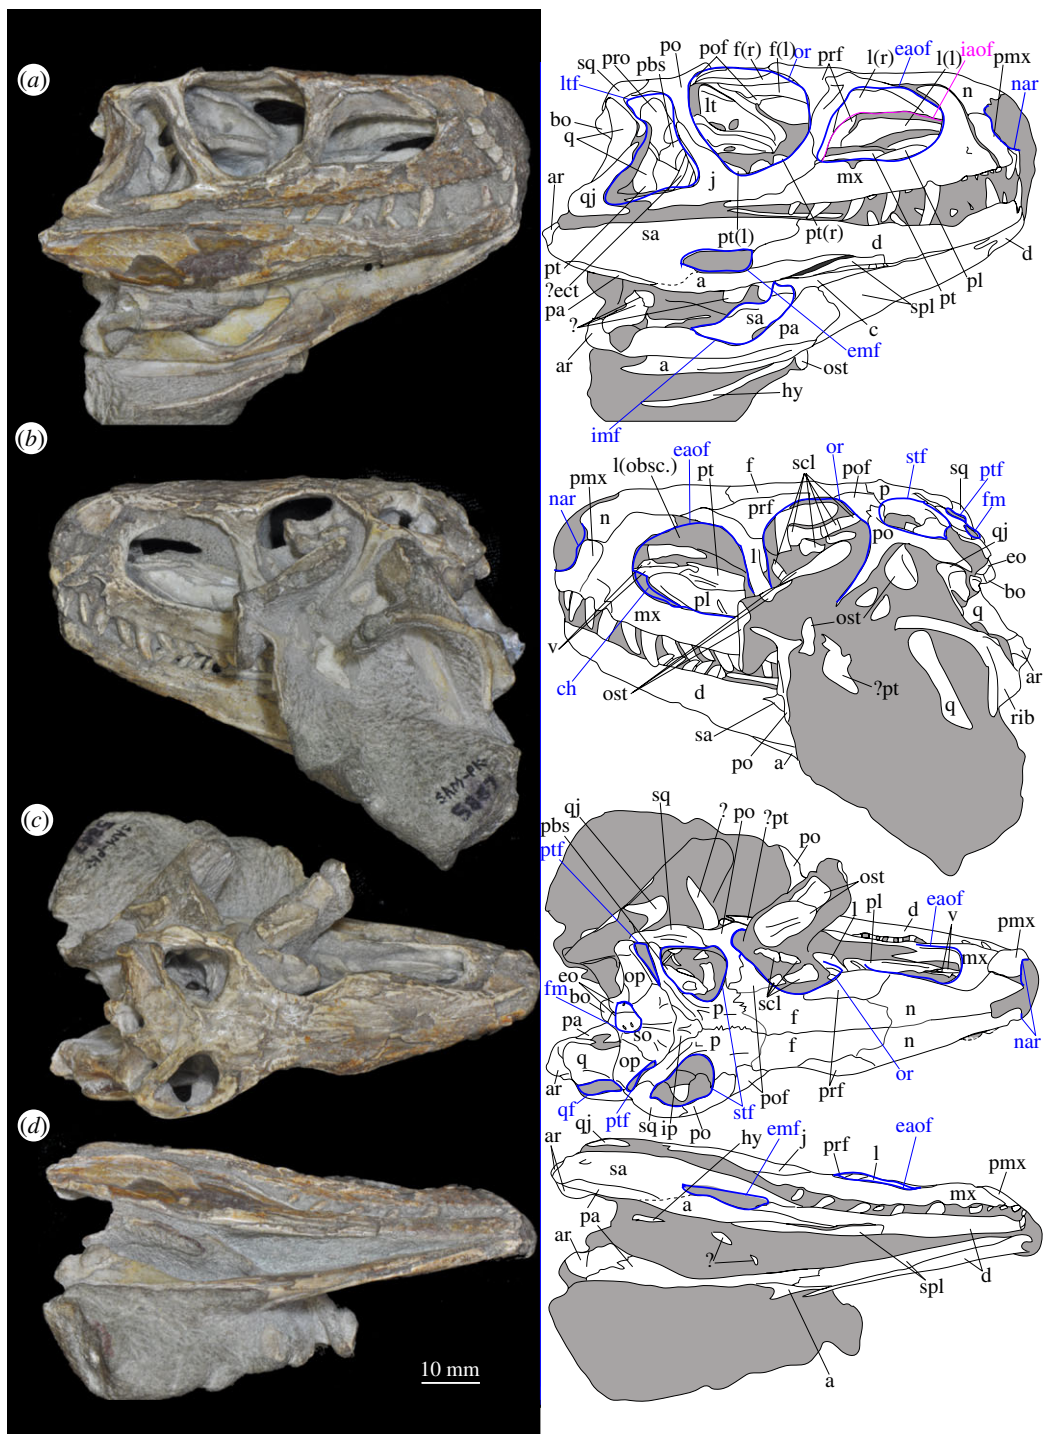 (a)
po pof f(r) f(l) or prf l(r) eaof l(l) iaof pmx
sq pro pbs
ltf
n nar
lt
bo
q
ar
qj
j
mx
sa
pt(l) pt(r)
d
d
pt
?ect
a
pl
pa
spl pt
?
sa
pa
c
ar
a
emf
ost
hy
imf
(b)
eaof
or
l(obsc.) pt f scl pof stf sq ptf
pmx
p
fm
nar
n
prf
po
qj
l
eo
bo
pl
q
mx
v
ost
ch
ost
?pt
ar
d
q
rib
sa
po
a
SAM-PK-
5867
(c)
qj sq ? po ?pt po
pbs
ptf
ost
l pl d eaof v
pmx
mx
eo
op
fm
bo
scl
p
so
f
n
pa
p
f
n
nar
q
op
ar
or
qf
ptf
sq ip po
stf
pof
prf
(d)
ar qj
hy emf j prf l eaof
pmx
sa
mx
a
pa
ar
?
spl
d
a
10 mm